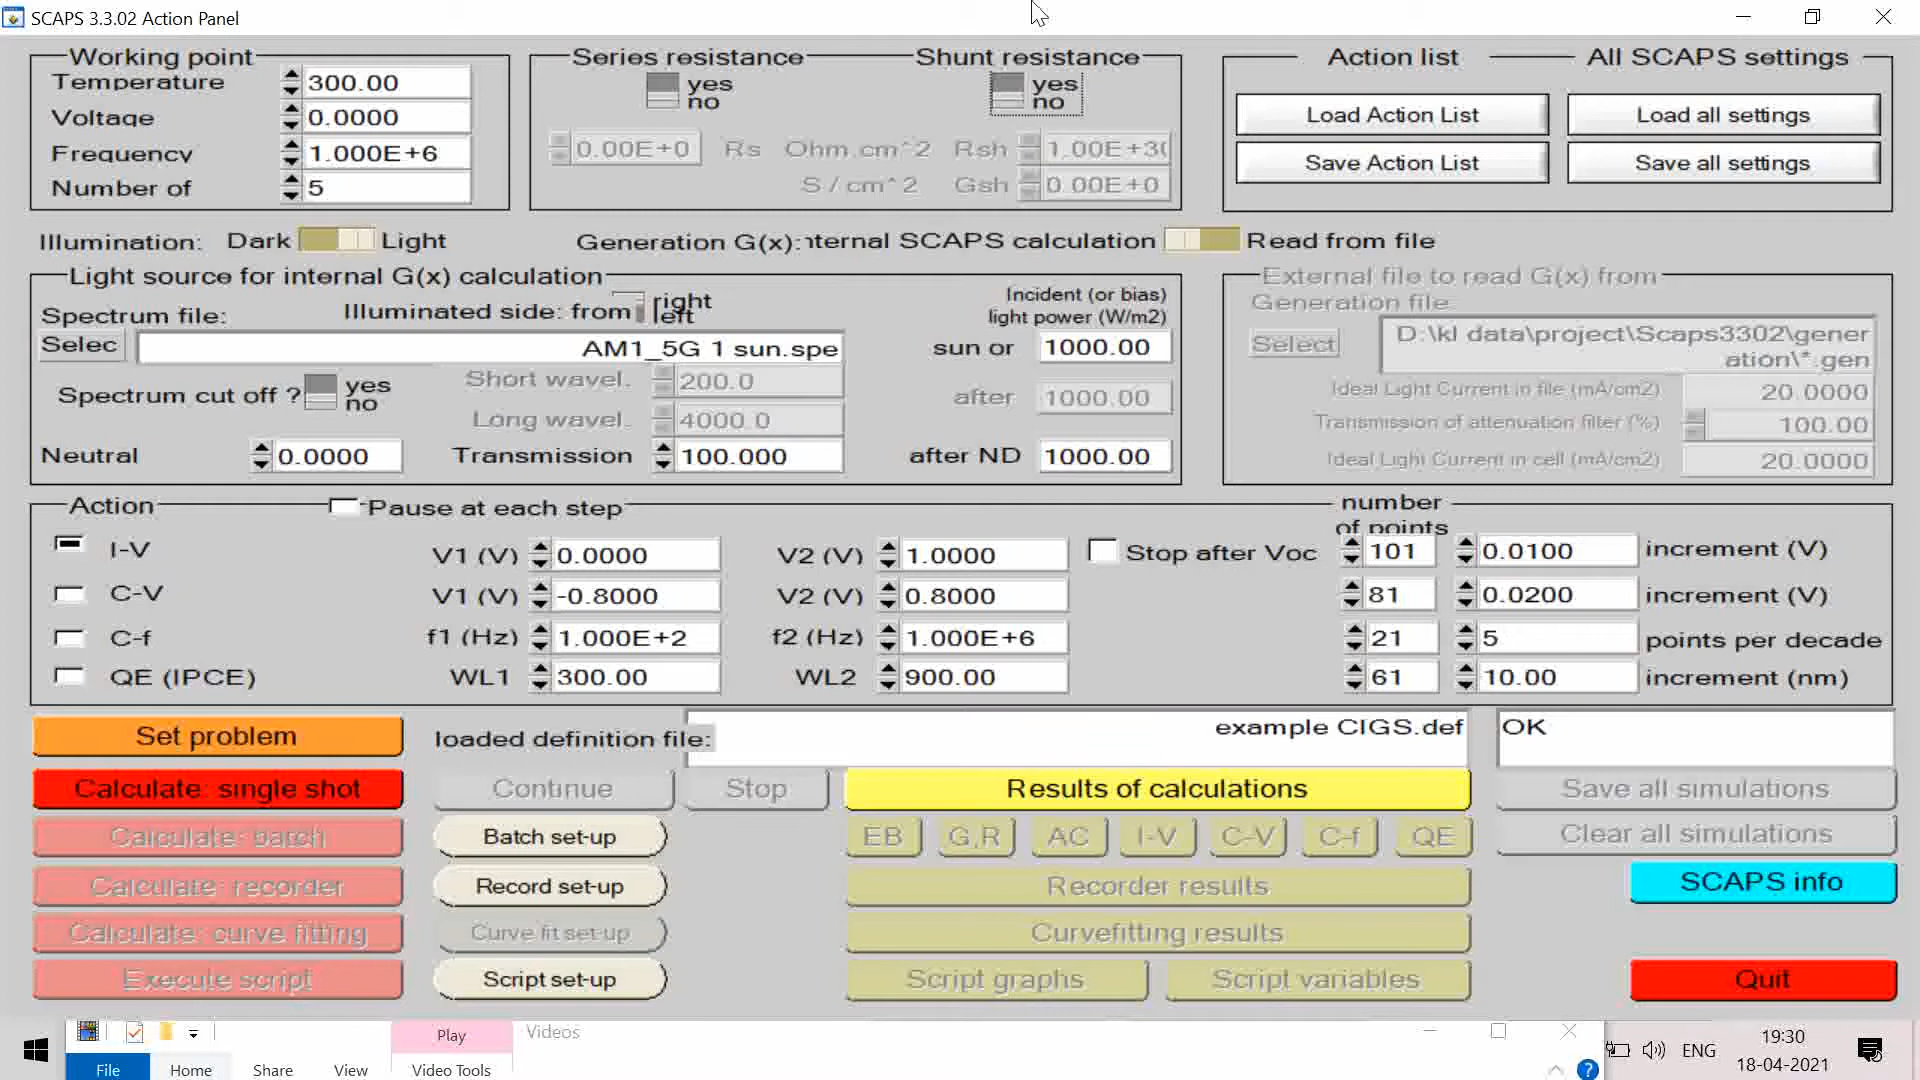 SCAPS 3.3.02 Action Panel
Working point
Temperature 300.00
Voltage 0.0000
Frequency 1.000E+6
Number of 5
Series resistance
yes
no
Shunt resistance
yes
no
0.00E+0 Rs Ohm.cm^2 Rsh 1.00E+3(
S / cm^2 Gsh 0.00E+0
Action list
Load Action List
Save Action List
All SCAPS settings
Load all settings
Save all settings
Illumination: Dark Light
Generation G(x): nternal SCAPS calculation Read from file
Light source for internal G(x) calculation
Spectrum file:
Illuminated side: from right
left
Incident (or bias)
light power (W/m2)
Selec AM1_5G 1 sun.spe sun or 1000.00
Spectrum cut off ? yes
no
Short wavel. 200.0 after 1000.00
Long wavel. 4000.0
Neutral 0.0000 Transmission 100.000 after ND 1000.00
External file to read G(x) from
Generation file:
Select D:\kl data\project\Scaps3302\gener
ation\*.gen
Ideal Light Current in file (mA/cm2) 20.0000
Transmission of attenuation filter (%) 100.00
Ideal Light Current in cell (mA/cm2) 20.0000
Action Pause at each step number
of points
I-V V1 (V) 0.0000 V2 (V) 1.0000 Stop after Voc 101 0.0100 increment (V)
C-V V1 (V) -0.8000 V2 (V) 0.8000 81 0.0200 increment (V)
C-f f1 (Hz) 1.000E+2 f2 (Hz) 1.000E+6 21 5 points per decade
QE (IPCE) WL1 300.00 WL2 900.00 61 10.00 increment (nm)
Set problem loaded definition file: example CIGS.def OK
Calculate: single shot Continue Stop Results of calculations Save all simulations
Calculate: batch Batch set-up EB G,R AC I-V C-V C-f QE Clear all simulations
Calculate: recorder Record set-up Recorder results SCAPS info
Calculate: curve fitting Curve fit set-up Curvefitting results
Execute script Script set-up Script graphs Script variables Quit
Play Videos
File Home Share View Video Tools
ENG
19:30
18-04-2021